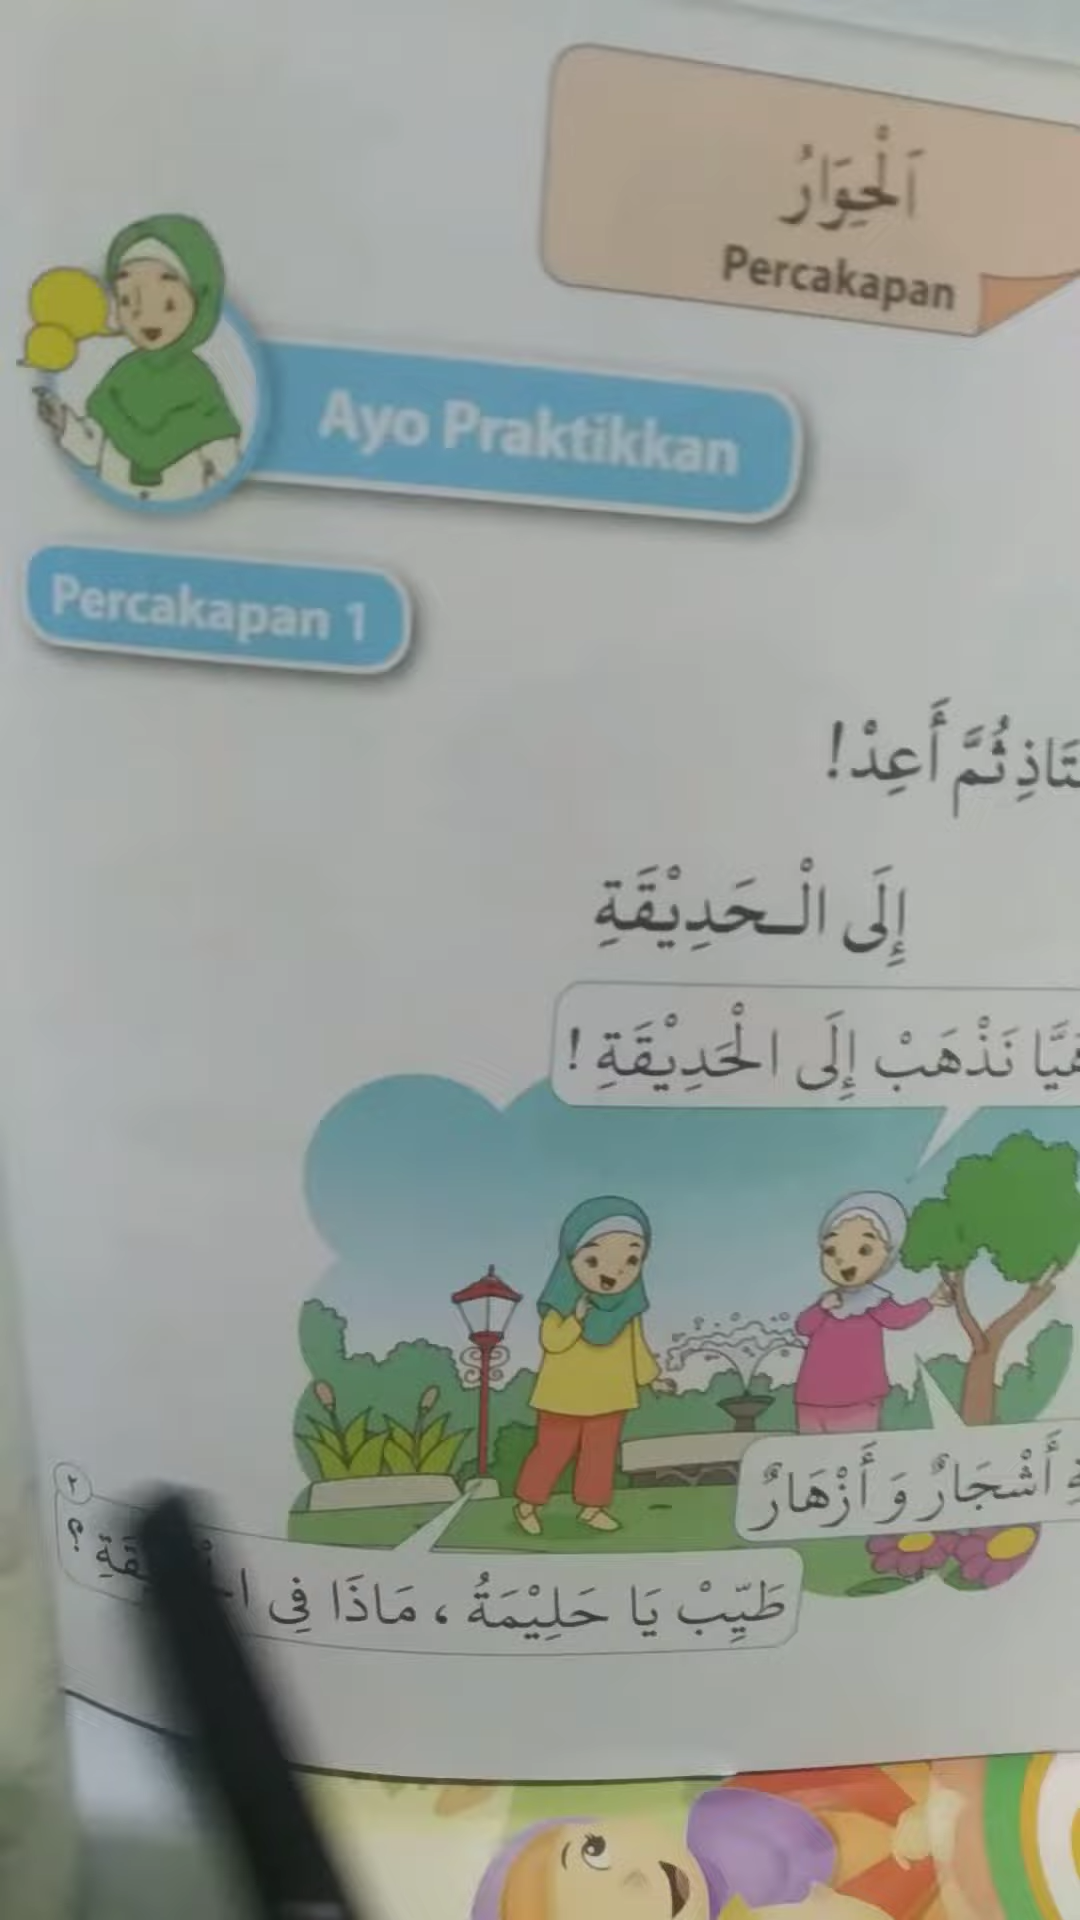 اَلْحِوَارُ
Percakapan
Ayo Praktikkan
Percakapan 1
ثُمَّ أَعِدْ!
إِلَى الْـحَدِيْقَةِ
نَذْهَبْ إِلَى الْحَدِيْقَةِ !
أَشْجَارٌ وَ أَزْهَارٌ
٢
طَيِّبْ يَا حَلِيْمَةُ ، مَاذَا فِى
؟